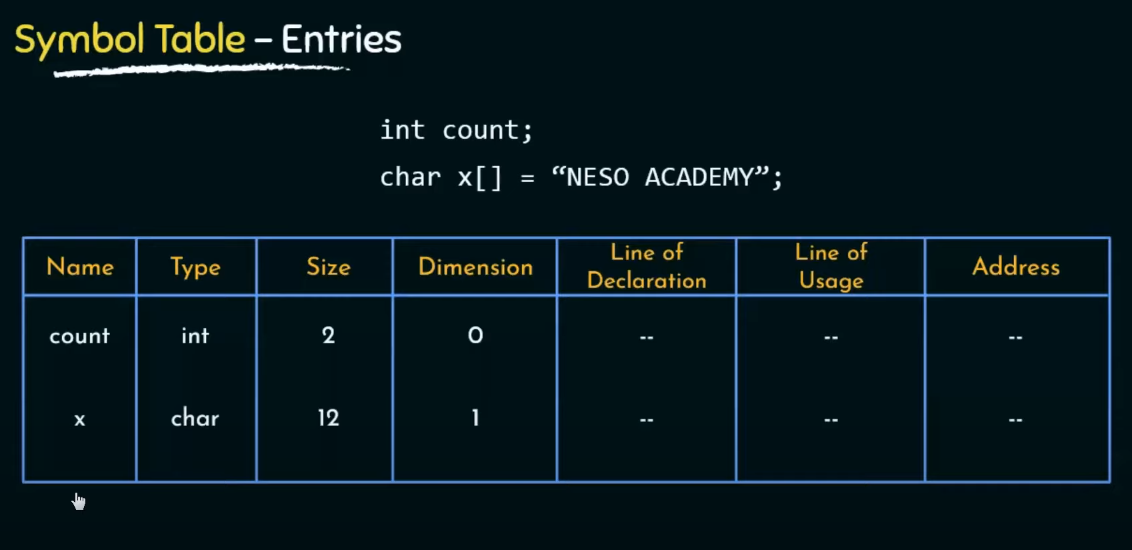 Symbol Table – Entries
int count;
char x[] = “NESO ACADEMY”;
Name Type Size Dimension Line of Declaration Line of Usage Address
count int 2 0 -- -- --
x char 12 1 -- -- --